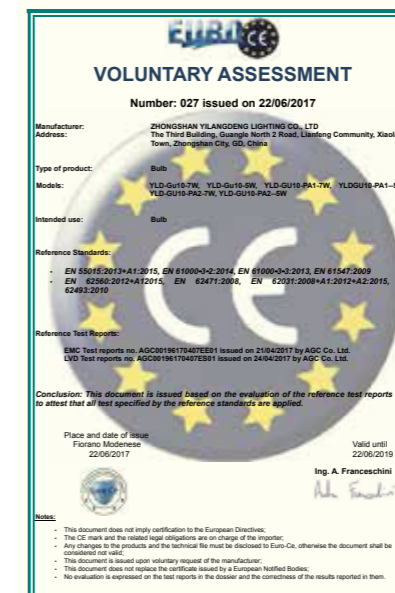 EURO CE
VOLUNTARY ASSESSMENT
Number: 027 issued on 22/06/2017
Manufacturer: ZHONGSHAN YILANGDENG LIGHTING CO., LTD
Address: The Third Building, Guangle North 2 Road, Lianfeng Community, Xiaol
Town, Zhongshan City, GD, China
Type of product: Bulb
Models: YLD-Gu10-7W, YLD-Gu10-5W, YLD-GU10-PA1-7W, YLDGU10-PA1--5
YLD-GU10-PA2-7W, YLD-GU10-PA2--5W
Intended use: Bulb
Reference Standards:
- EN 55015:2013+A1:2015, EN 61000-3-2:2014, EN 61000-3-3:2013, EN 61547:2009
- EN 62560:2012+A12015, EN 62471:2008, EN 62031:2008+A1:2012+A2:2015,
62493:2010
CE
Reference Test Reports:
EMC Test reports no. AGC00196170407EE01 issued on 21/04/2017 by AGC Co. Ltd.
LVD Test reports no. AGC00196170407ES01 issued on 24/04/2017 by AGC Co. Ltd.
Conclusion: This document is issued based on the evaluation of the reference test reports
to attest that all test specified by the reference standards are applied.
Place and date of issue
Fiorano Modenese
22/06/2017
Valid until
22/06/2019
Ing. A. Franceschini
Notes:
- This document does not imply certification to the European Directives;
- The CE mark and the related legal obligations are on charge of the importer;
- Any changes to the products and the technical file must be disclosed to Euro-Ce, otherwise the document shall be
considered not valid;
- This document is issued upon voluntary request of the manufacturer;
- This document does not replace the certificate issued by a European Notified Bodies;
- No evaluation is expressed on the test reports in the dossier and the correctness of the results reported in them.